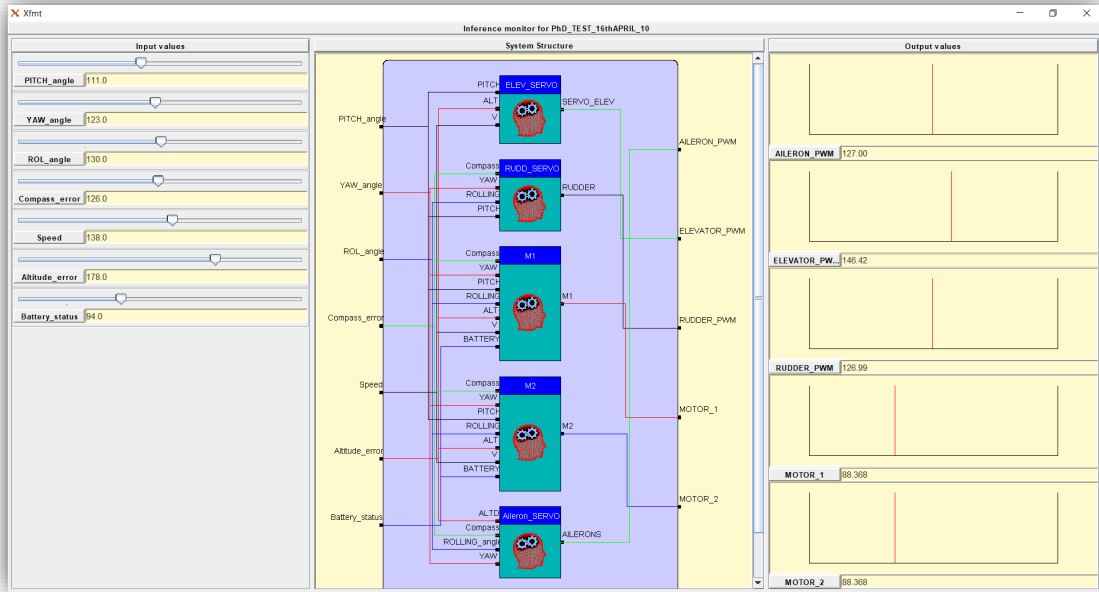 Xfmt
Inference monitor for PhD_TEST_16thAPRIL_10
Input values
PITCH_angle 111.0
YAW_angle 123.0
ROL_angle 130.0
Compass_error 126.0
Speed 138.0
Altitude_error 178.0
Battery_status 94.0
System Structure
PITCH_angle
YAW_angle
ROL_angle
Compass_error
Speed
Altitude_error
Battery_status
ELEV_SERVO
PITCH
ALT
V
SERVO_ELEV
RUDD_SERVO
Compass
YAW
ROLLING
PITCH
RUDDER
M1
Compass
YAW
PITCH
ROLLING
ALT
V
BATTERY
M1
M2
Compass
YAW
PITCH
ROLLING
ALT
V
BATTERY
M2
Aileron_SERVO
ALTD
Compass
ROLLING_angle
YAW
AILERONS
AILERON_PWM
ELEVATOR_PWM
RUDDER_PWM
MOTOR_1
MOTOR_2
Output values
AILERON_PWM 127.00
ELEVATOR_PW... 146.42
RUDDER_PWM 126.99
MOTOR_1 88.368
MOTOR_2 88.368